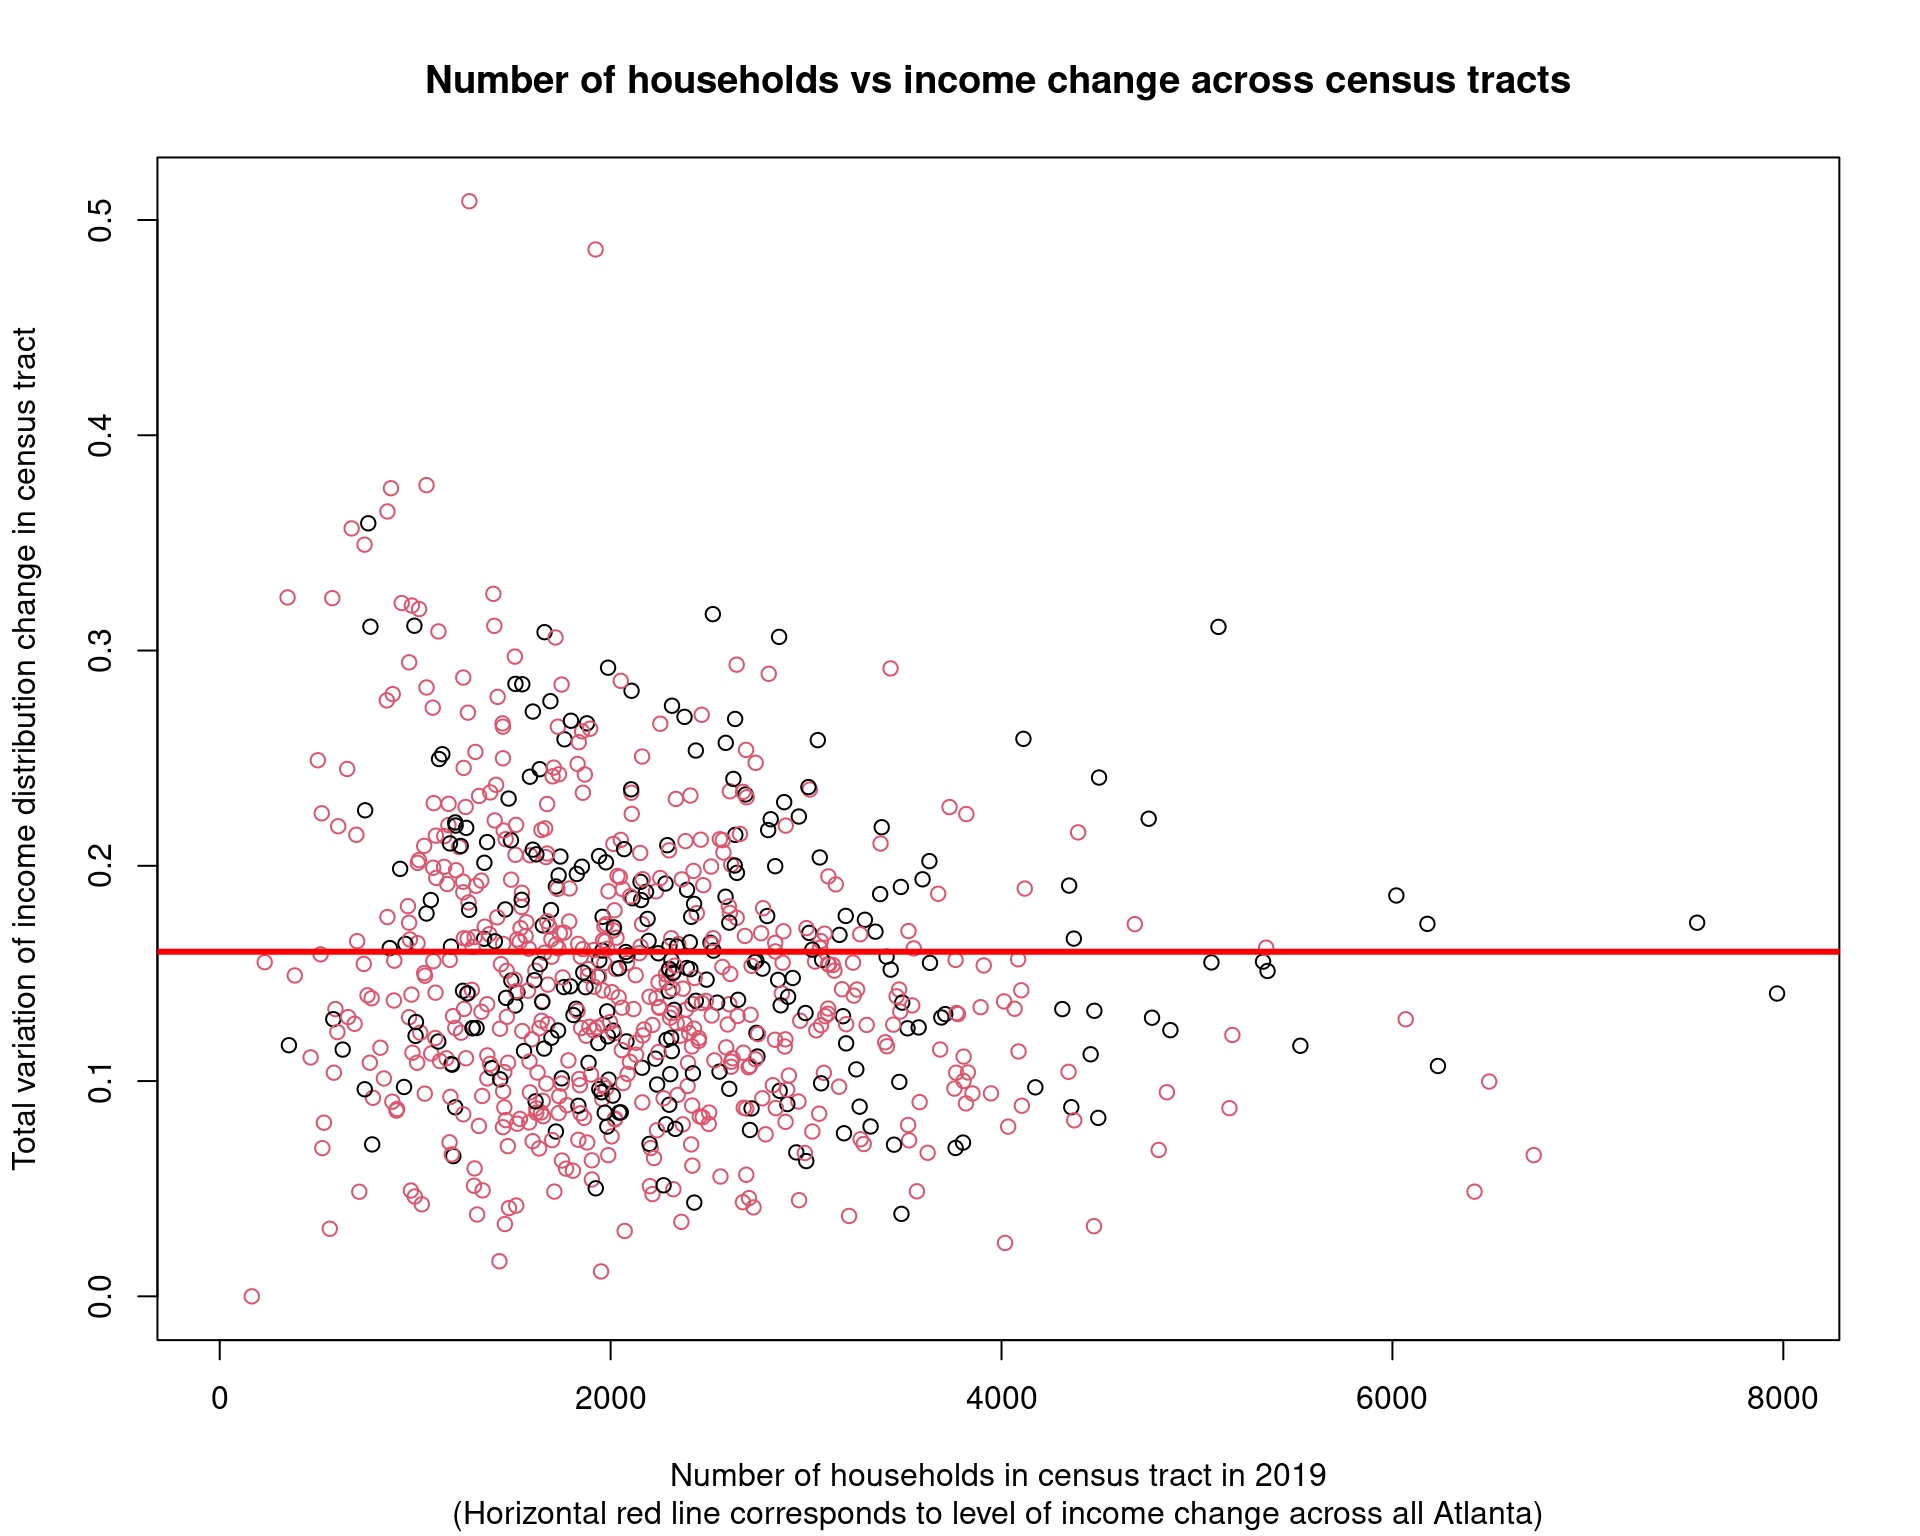 Number of households vs income change across census tracts
Total variation of income distribution change in census tract
0.5
0.4
0.3
0.2
0.1
0.0
0
2000
4000
6000
8000
Number of households in census tract in 2019
(Horizontal red line corresponds to level of income change across all Atlanta)